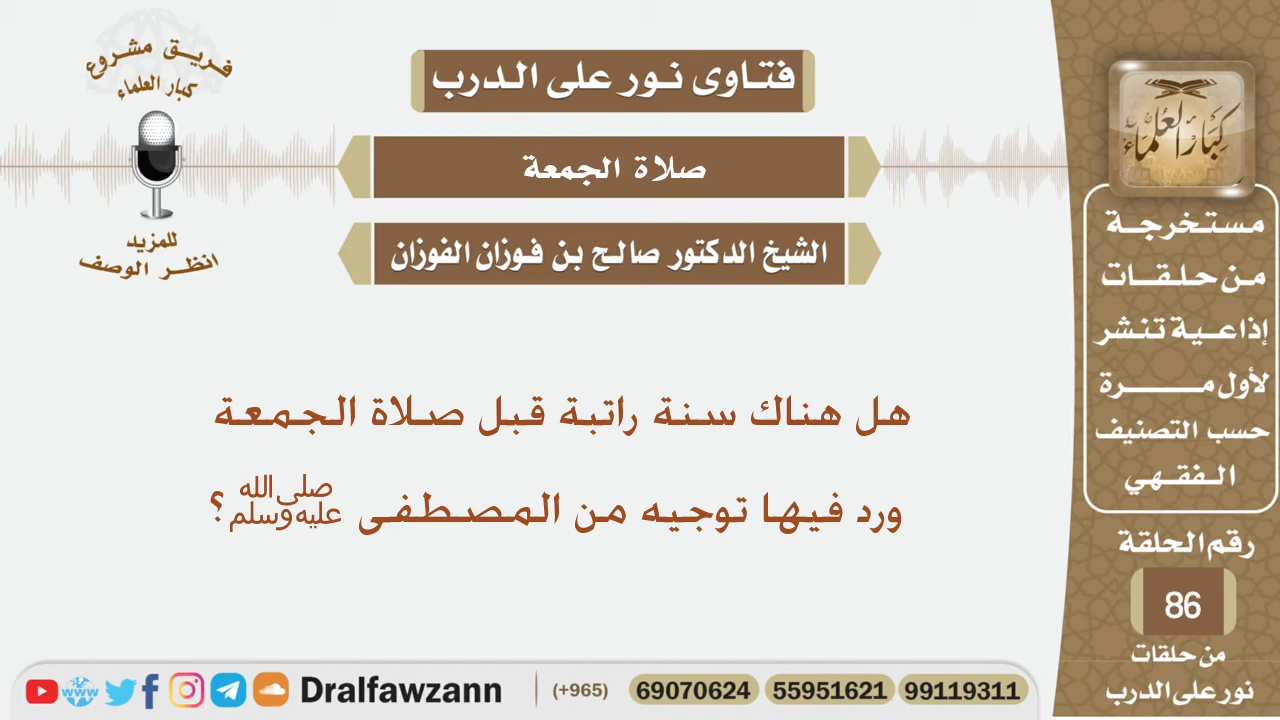 فريق مشروع
كبار العلماء
للمزيد
انظر الوصف
فتاوى نور على الدرب
صلاة الجمعة
الشيخ الدكتور صالح بن فوزان الفوزان
هل هناك سنة راتبة قبل صلاة الجمعة
ورد فيها توجيه من المصطفى صلى الله عليه وسلم ؟
كبار العلماء
مستخرجة
من حلقات
إذاعية تنشر
لأول مرة
حسب التصنيف
الفقهي
رقم الحلقة
86
من حلقات
نور على الدرب
www
Dralfawzann
(+965) 69070624 55951621 99119311